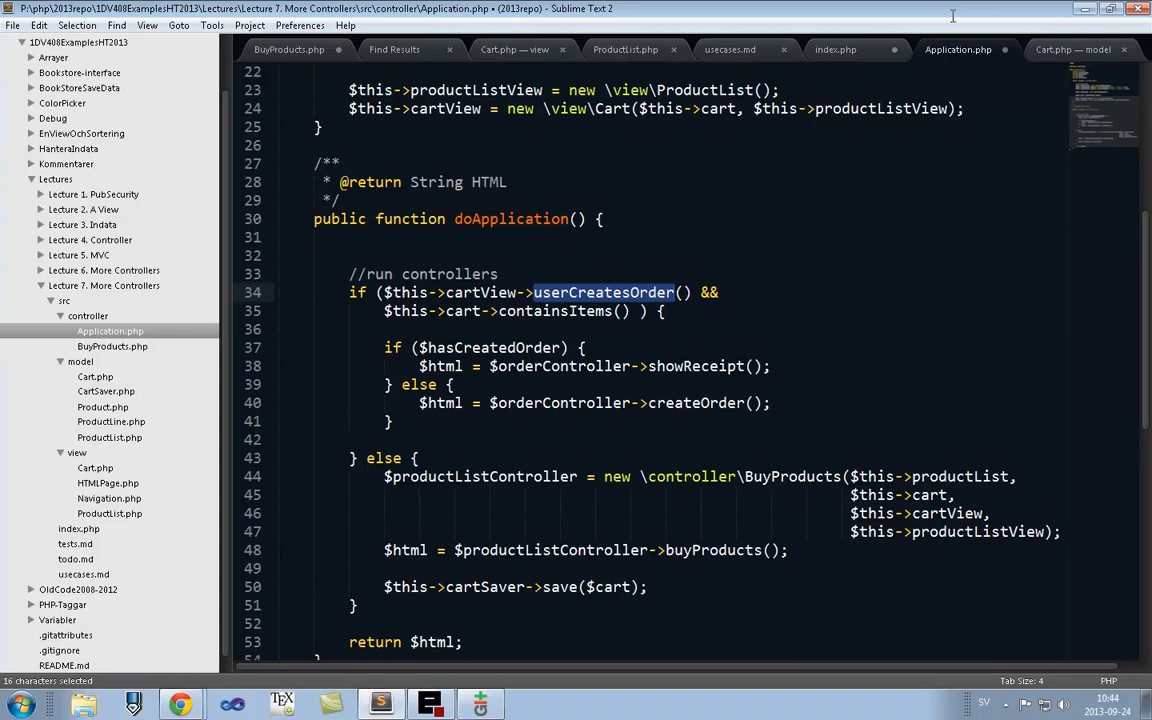 P:\php\2013repo\1DV408ExamplesHT2013\Lectures\Lecture 7. More Controllers\src\controller\Application.php • (2013repo) - Sublime Text 2
File Edit Selection Find View Goto Tools Project Preferences Help
1DV408ExamplesHT2013
Arrayer
Bookstore-interface
BookStoreSaveData
ColorPicker
Debug
EnViewOchSortering
HanteraIndata
Kommentarer
Lectures
Lecture 1. PubSecurity
Lecture 2. A View
Lecture 3. Indata
Lecture 4. Controller
Lecture 5. MVC
Lecture 6. More Controllers
Lecture 7. More Controllers
src
controller
Application.php
BuyProducts.php
model
Cart.php
CartSaver.php
Product.php
ProductLine.php
ProductList.php
view
Cart.php
HTMLPage.php
Navigation.php
ProductList.php
index.php
tests.md
todo.md
usecases.md
OldCode2008-2012
PHP-Taggar
Variabler
.gitattributes
.gitignore
README.md
BuyProducts.php Find Results Cart.php — view ProductList.php usecases.md index.php Application.php Cart.php — model
22
23 $this->productListView = new \view\ProductList();
24 $this->cartView = new \view\Cart($this->cart, $this->productListView);
25 }
26
27 /**
28 * @return String HTML
29 */
30 public function doApplication() {
31
32
33 //run controllers
34 if ($this->cartView->userCreatesOrder() &&
35 $this->cart->containsItems() ) {
36
37 if ($hasCreatedOrder) {
38 $html = $orderController->showReceipt();
39 } else {
40 $html = $orderController->createOrder();
41 }
42
43 } else {
44 $productListController = new \controller\BuyProducts($this->productList,
45 $this->cart,
46 $this->cartView,
47 $this->productListView);
48 $html = $productListController->buyProducts();
49
50 $this->cartSaver->save($cart);
51 }
52
53 return $html;
54 }
16 characters selected Tab Size: 4 PHP
SV 10:44
2013-09-24